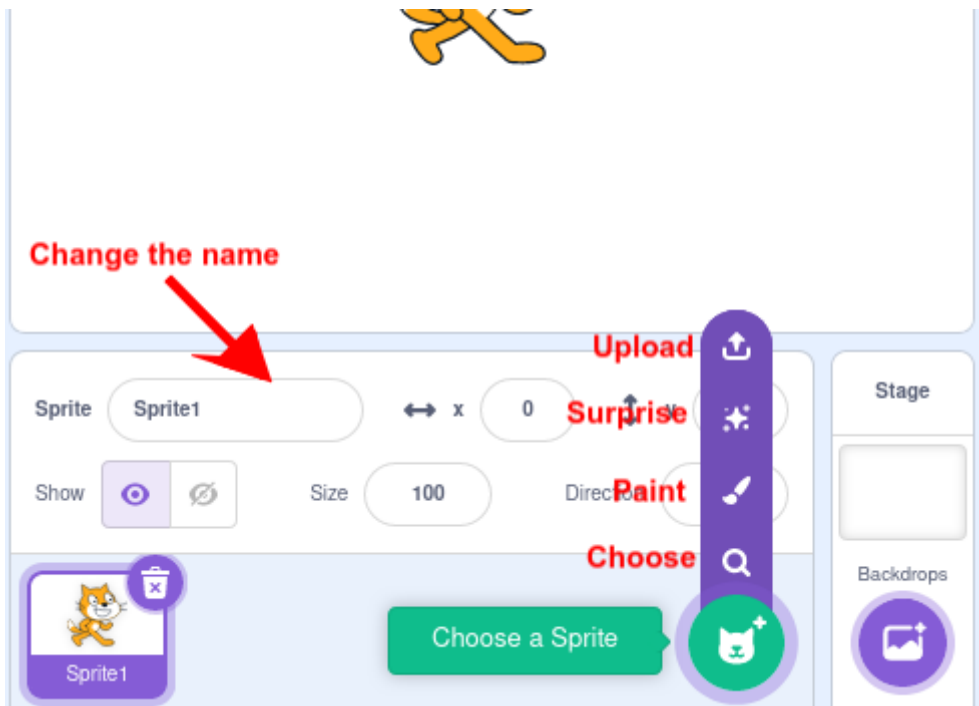 Change the name
Upload
Stage
Sprite Sprite1 x 0 Surprise
Show Size 100 Paint
Choose
Backdrops
Choose a Sprite
Sprite1